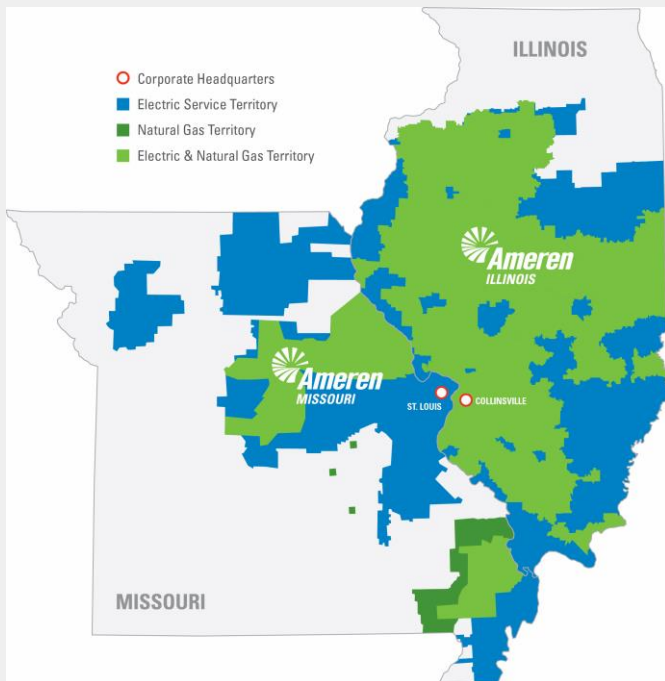 ILLINOIS
Corporate Headquarters
Electric Service Territory
Natural Gas Territory
Electric & Natural Gas Territory
Ameren
ILLINOIS
Ameren
MISSOURI
ST. LOUIS
COLLINSVILLE
MISSOURI